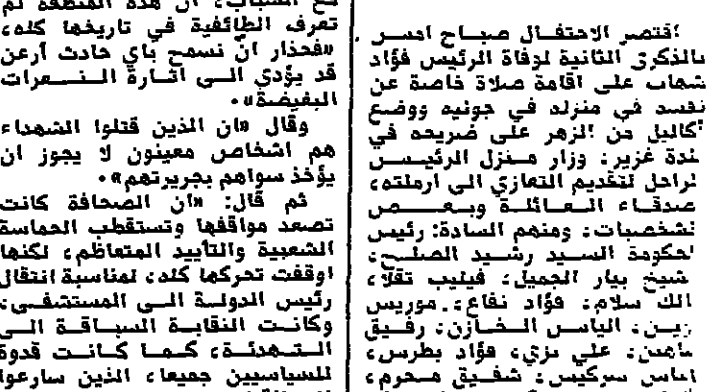 اقتصر الاحتفال صباح امس
بالذكرى الثانية لوفاة الرئيس فؤاد
شهاب على اقامة صلاة خاصة عن
نفسه في منزله في جونيه ووضع
اكاليل من الزهر على ضريحه في
بلدة غزير، وزار منزل الرئيس
الراحل لتقديم التعازي الى ارملته،
اصدقاء العائلة وبعض
الشخصيات، ومنهم السادة: رئيس
الحكومة السيد رشيد الصلح،
الشيخ بيار الجميل، فيليب تقلا،
مالك سلام، فؤاد نفاع، موريس
زوين، الياس الخازن، رفيق
شاهين، علي بزي، فؤاد بطرس،
الياس سركيس، شفيق محرم،
مع الشباب، ان هذه المنطقة لم
تعرف الطائفية في تاريخها كله،
«فحذار ان نسمح بأي حادث أرعن
قد يؤدي الى اثارة النعرات
البغيضة».
وقال «ان الذين قتلوا الشهداء
هم اشخاص معينون لا يجوز ان
يؤخذ سواهم بجريرتهم».
ثم قال: «ان الصحافة كانت
تصعد مواقفها وتستقطب الحماسة
الشعبية والتأييد المتعاظم، لكنها
اوقفت تحركها كله، لمناسبة انتقال
رئيس الدولة الى المستشفى،
وكانت النقابة السباقة الى
التهدئة، كما كانت قدوة
للسياسيين جميعا، الذين سارعوا